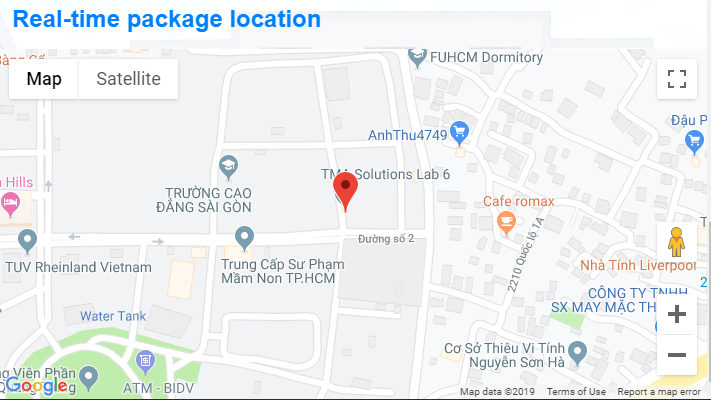 Real-time package location
FUHCM Dormitory
Map
Satellite
AnhThu4749
Đậu P
TMA Solutions Lab 6
TRƯỜNG CAO
ĐẲNG SÀI GÒN
Hills
Cafe romax
2210 Quốc lộ 1A
Đường số 2
TUV Rheinland Vietnam
Trung Cấp Sư Phạm
Mầm Non TP.HCM
Nhà Tính Liverpool
CÔNG TY TNHH
SX MAY MẶC TH
Water Tank
Cơ Sở Thiêu Vi Tính
Nguyễn Sơn Hà
ng Viên Phần
ATM - BIDV
Google
Map data ©2019
Terms of Use
Report a map error